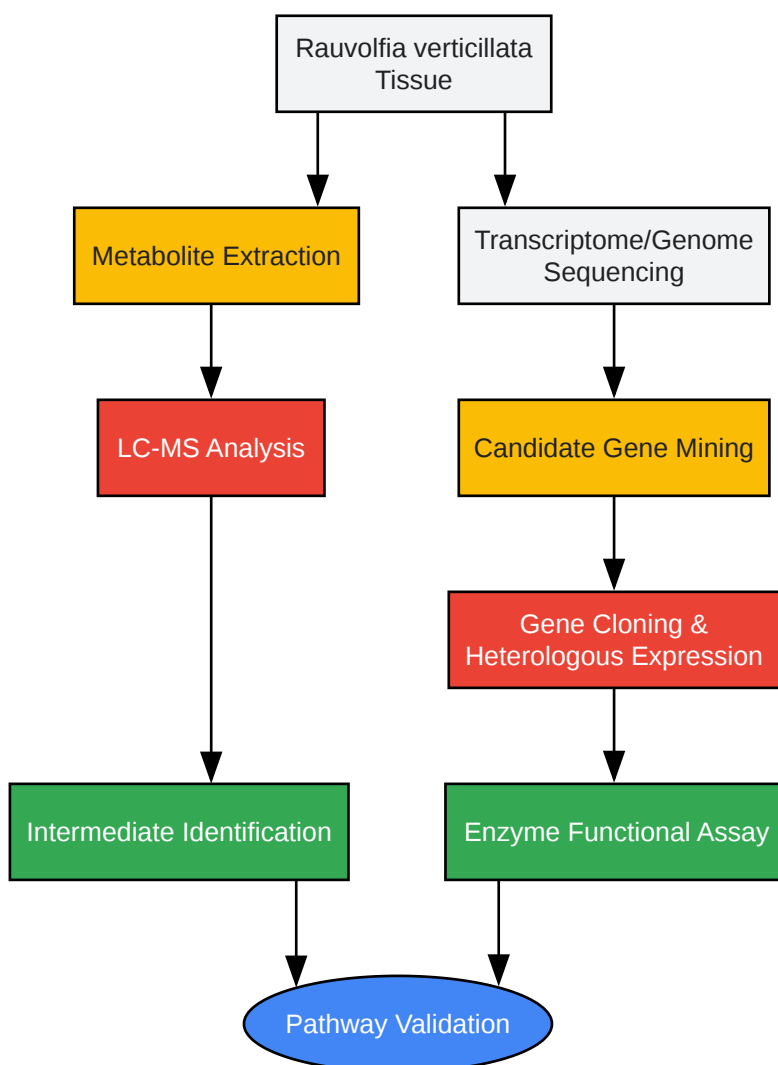 Rauvolfia verticillata
Tissue
Metabolite Extraction
Transcriptome/Genome
Sequencing
LC-MS Analysis
Candidate Gene Mining
Gene Cloning &
Heterologous Expression
Intermediate Identification
Enzyme Functional Assay
Pathway Validation